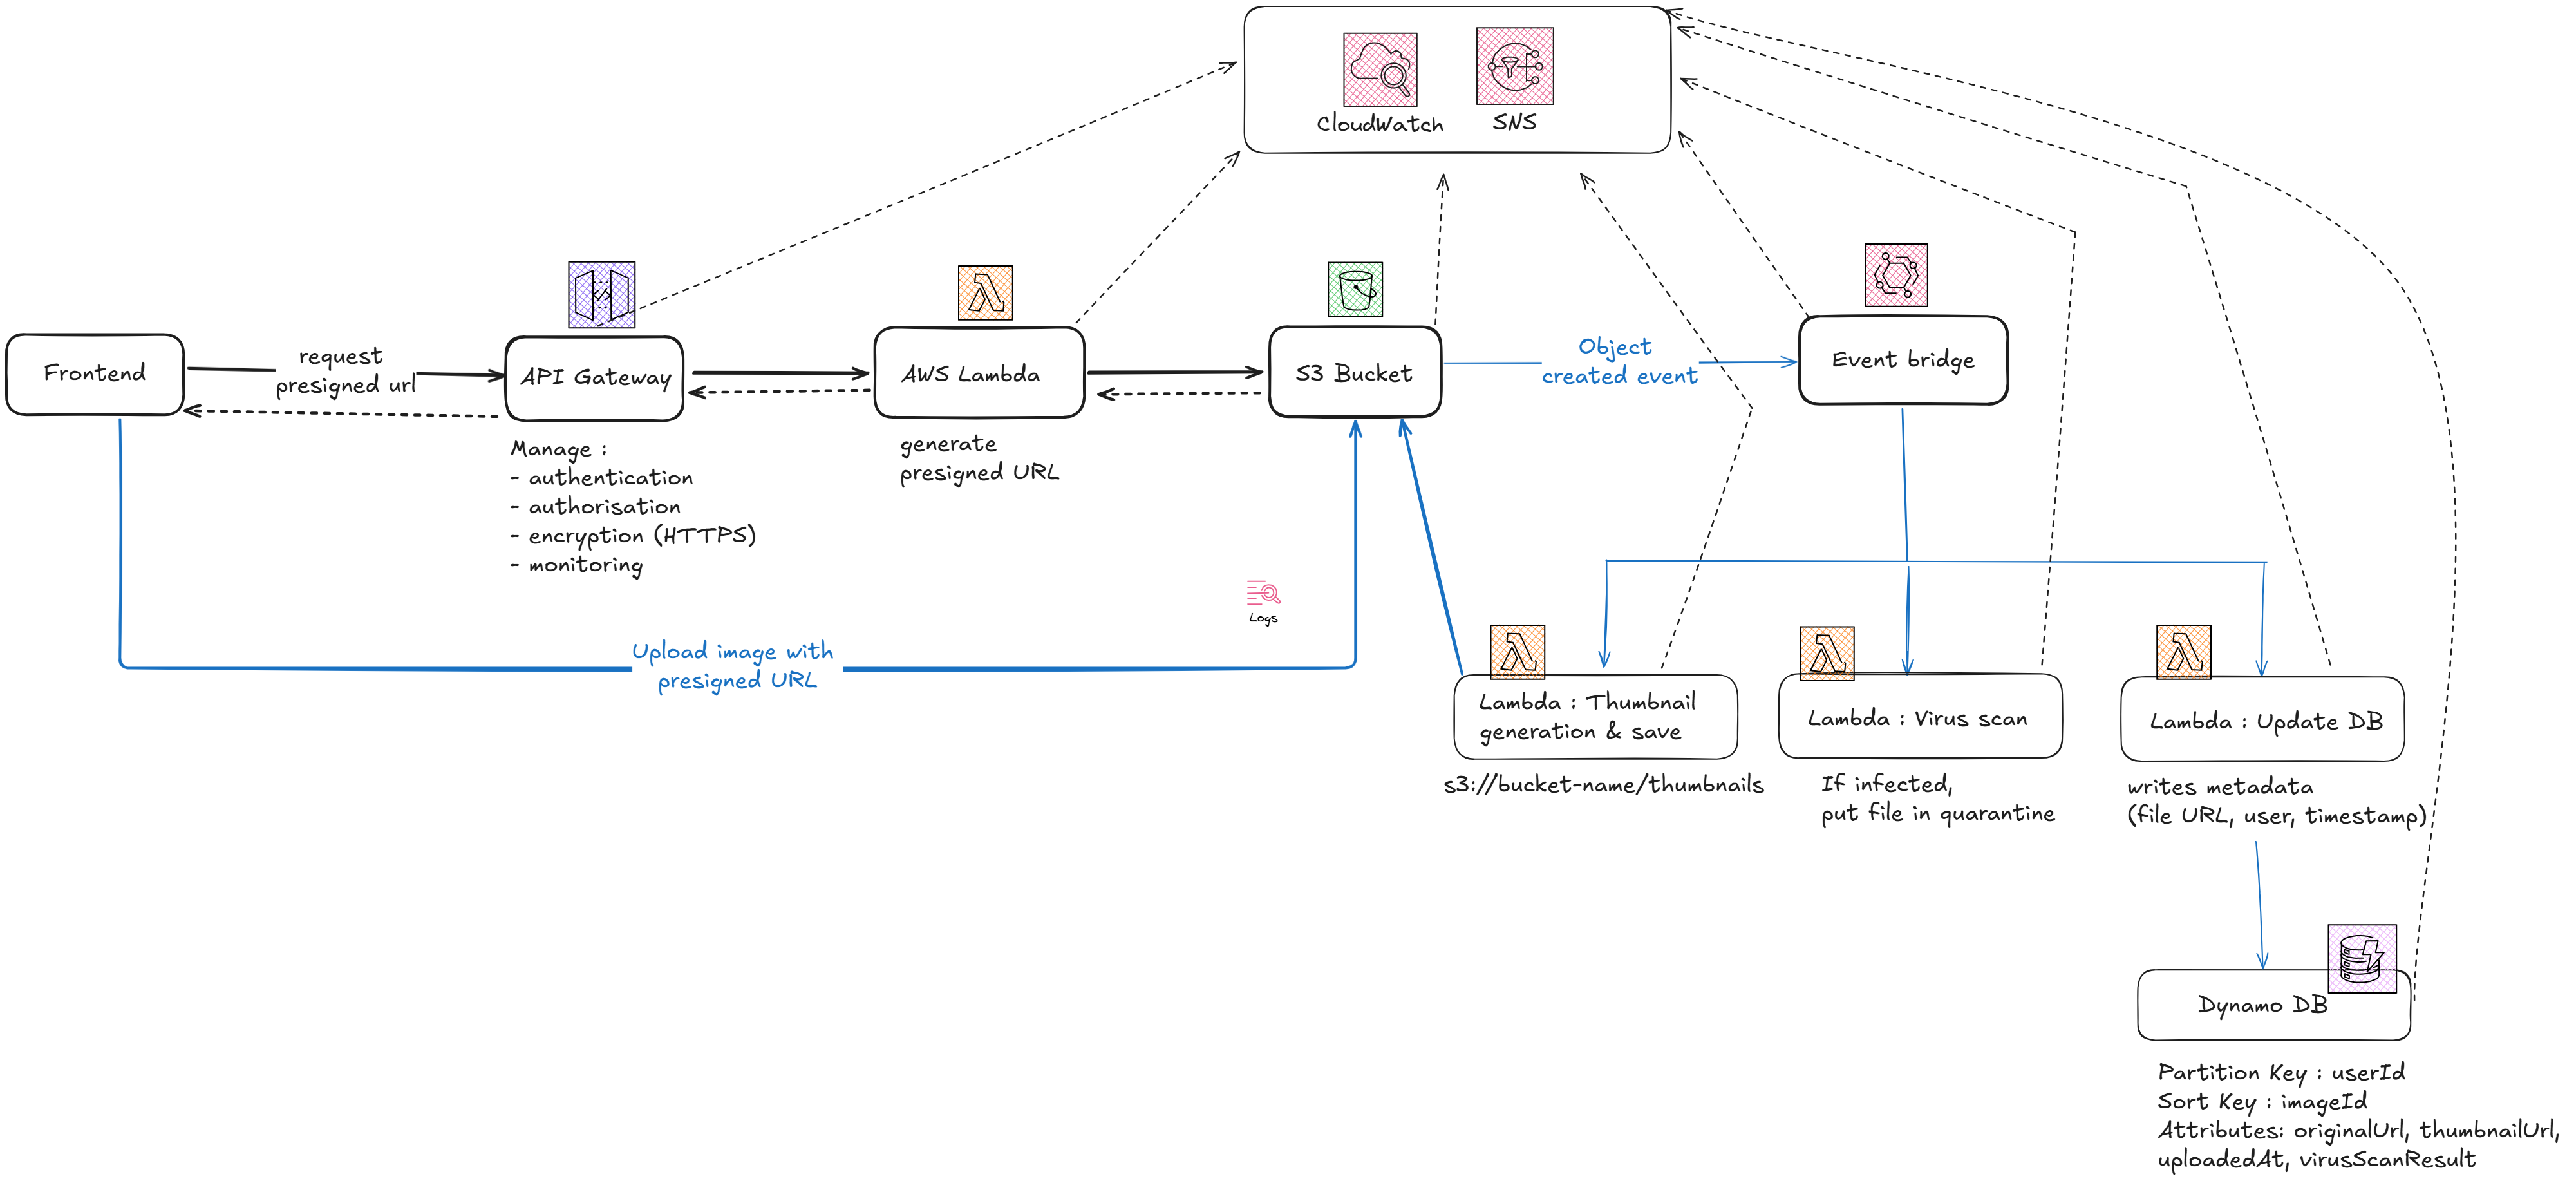 CloudWatch
SNS
Frontend
request
presigned url
API Gateway
Manage :
- authentication
- authorisation
- encryption (HTTPS)
- monitoring
AWS Lambda
generate
presigned URL
S3 Bucket
Object
created event
Event bridge
Logs
Upload image with
presigned URL
Lambda : Thumbnail
generation & save
s3://bucket-name/thumbnails
Lambda : Virus scan
If infected,
put file in quarantine
Lambda : Update DB
writes metadata
(file URL, user, timestamp)
Dynamo DB
Partition Key : userId
Sort Key : imageId
Attributes: originalUrl, thumbnailUrl,
uploadedAt, virusScanResult